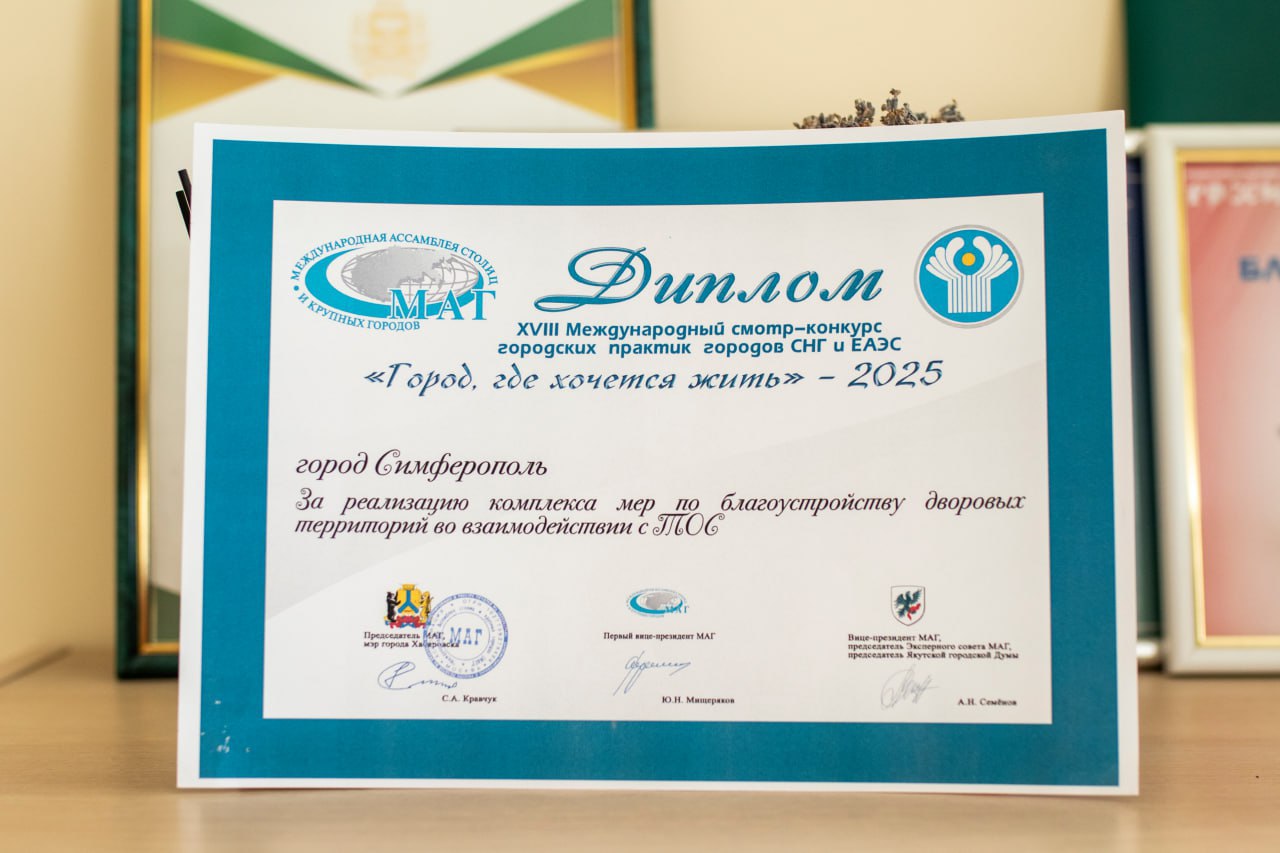 МЕЖДУНАРОДНАЯ АССАМБЛЕЯ СТОЛИЦ
И КРУПНЫХ ГОРОДОВ
МАГ
Диплом
XVIII Международный смотр-конкурс
городских практик городов СНГ и ЕАЭС
«Город, где хочется жить» - 2025
город Симферополь
За реализацию комплекса мер по благоустройству дворовых
территорий во взаимодействии с ТОС
Председатель МАГ,
мэр города Хабаровска
МАГ
С.А. Кравчук
МАГ
Первый вице-президент МАГ
Ю.Н. Мищеряков
Вице-президент МАГ,
председатель Эксперного совета МАГ,
председатель Якутской городской Думы
А.Н. Семёнов